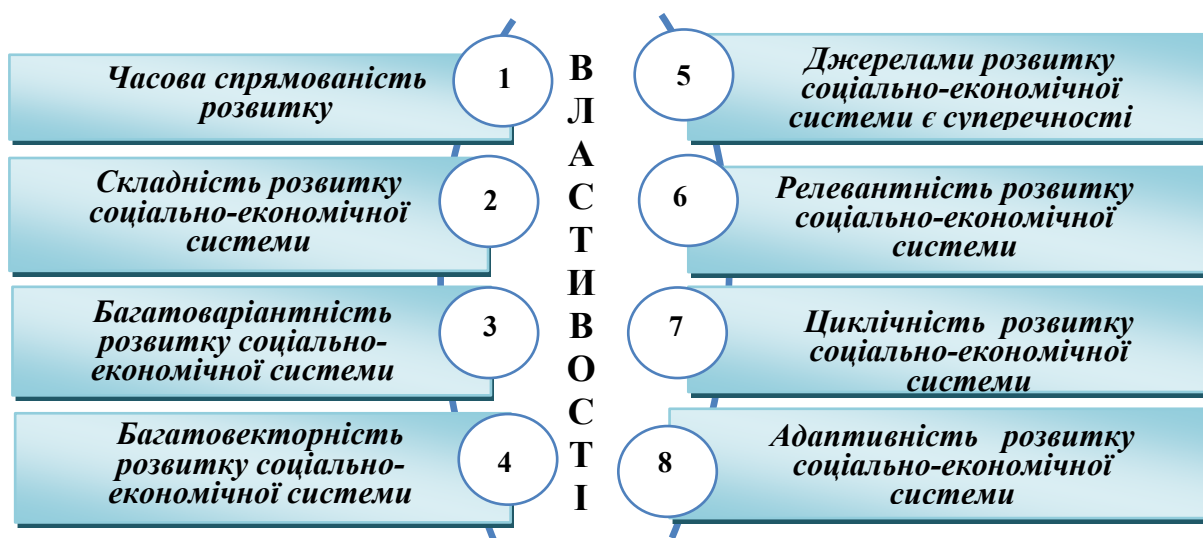 1
Часова спрямованість
розвитку
2
Складність розвитку
соціально-економічної
системи
3
Багатоваріантність
розвитку соціально-
економічної системи
4
Багатовекторність
розвитку соціально-
економічної системи
ВЛАСТИВОСТІ
5
Джерелами розвитку
соціально-економічної
системи є суперечності
6
Релевантність розвитку
соціально-економічної
системи
7
Циклічність розвитку
соціально-економічної
системи
8
Адаптивність розвитку
соціально-економічної
системи